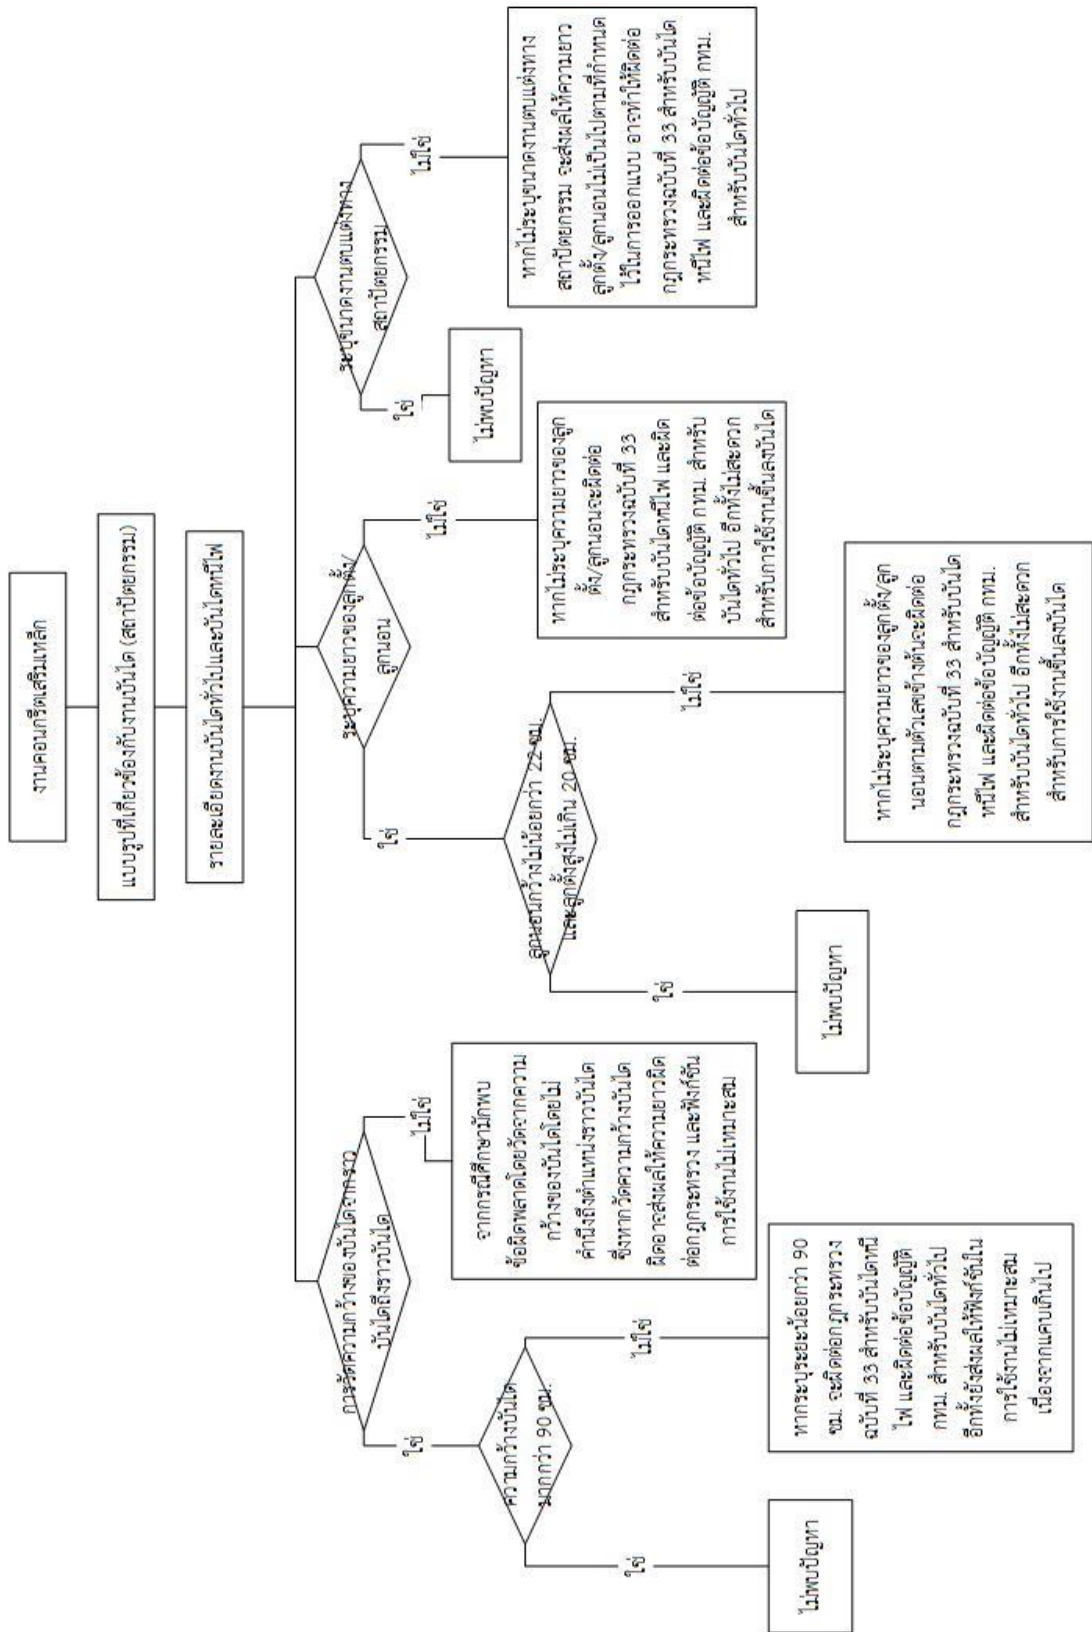 งานคอนกรีตเสริมเหล็ก
แบบรูปที่เกี่ยวข้องกับงานบันได (สถาปัตยกรรม)
รายละเอียดงานบันไดทั่วไปและบันไดหนีไฟ
การวัดความกว้างของบันไดจากราว
บันไดถึงราวบันได
ใช่
ไม่ใช่
ความกว้างบันได
มากกว่า 90 ซม.
ใช่
ไม่ใช่
ไม่พบปัญหา
หากระบุระยะน้อยกว่า 90
ซม. จะผิดต่อกฎกระทรวง
ฉบับที่ 33 สำหรับบันไดหนี
ไฟ และผิดต่อข้อบัญญัติ
กทม. สำหรับบันไดทั่วไป
อีกทั้งยังส่งผลให้ฟังก์ชันใน
การใช้งานไม่เหมาะสม
เนื่องจากแคบเกินไป
จากกรณีศึกษามักพบ
ข้อผิดพลาดโดยวัดจากความ
กว้างของบันไดโดยไม่
คำนึงถึงตำแหน่งราวบันได
ซึ่งหากวัดความกว้างบันได
ผิดอาจส่งผลให้ความยาวผิด
ต่อกฎกระทรวง และฟังก์ชัน
การใช้งานไม่เหมาะสม
ระบุความยาวของลูกตั้ง/
ลูกนอน
ใช่
ไม่ใช่
ลูกนอนกว้างไม่น้อยกว่า 22 ซม.
และลูกตั้งสูงไม่เกิน 20 ซม.
ใช่
ไม่ใช่
ไม่พบปัญหา
หากไม่ระบุความยาวของลูกตั้ง/ลูก
นอนตามตัวเลขข้างต้นจะผิดต่อ
กฎกระทรวงฉบับที่ 33 สำหรับบันได
หนีไฟ และผิดต่อข้อบัญญัติ กทม.
สำหรับบันไดทั่วไป อีกทั้งไม่สะดวก
สำหรับการใช้งานขึ้นลงบันได
หากไม่ระบุความยาวของลูก
ตั้ง/ลูกนอนจะผิดต่อ
กฎกระทรวงฉบับที่ 33
สำหรับบันไดหนีไฟ และผิด
ต่อข้อบัญญัติ กทม. สำหรับ
บันไดทั่วไป อีกทั้งไม่สะดวก
สำหรับการใช้งานขึ้นลงบันได
ระบุขนาดงานตบแต่งทาง
สถาปัตยกรรม
ใช่
ไม่ใช่
ไม่พบปัญหา
หากไม่ระบุขนาดงานตบแต่งทาง
สถาปัตยกรรม จะส่งผลให้ความยาว
ลูกตั้ง/ลูกนอนไม่เป็นไปตามที่กำหนด
ไว้ในการออกแบบ อาจทำให้ผิดต่อ
กฎกระทรวงฉบับที่ 33 สำหรับบันได
หนีไฟ และผิดต่อข้อบัญญัติ กทม.
สำหรับบันไดทั่วไป